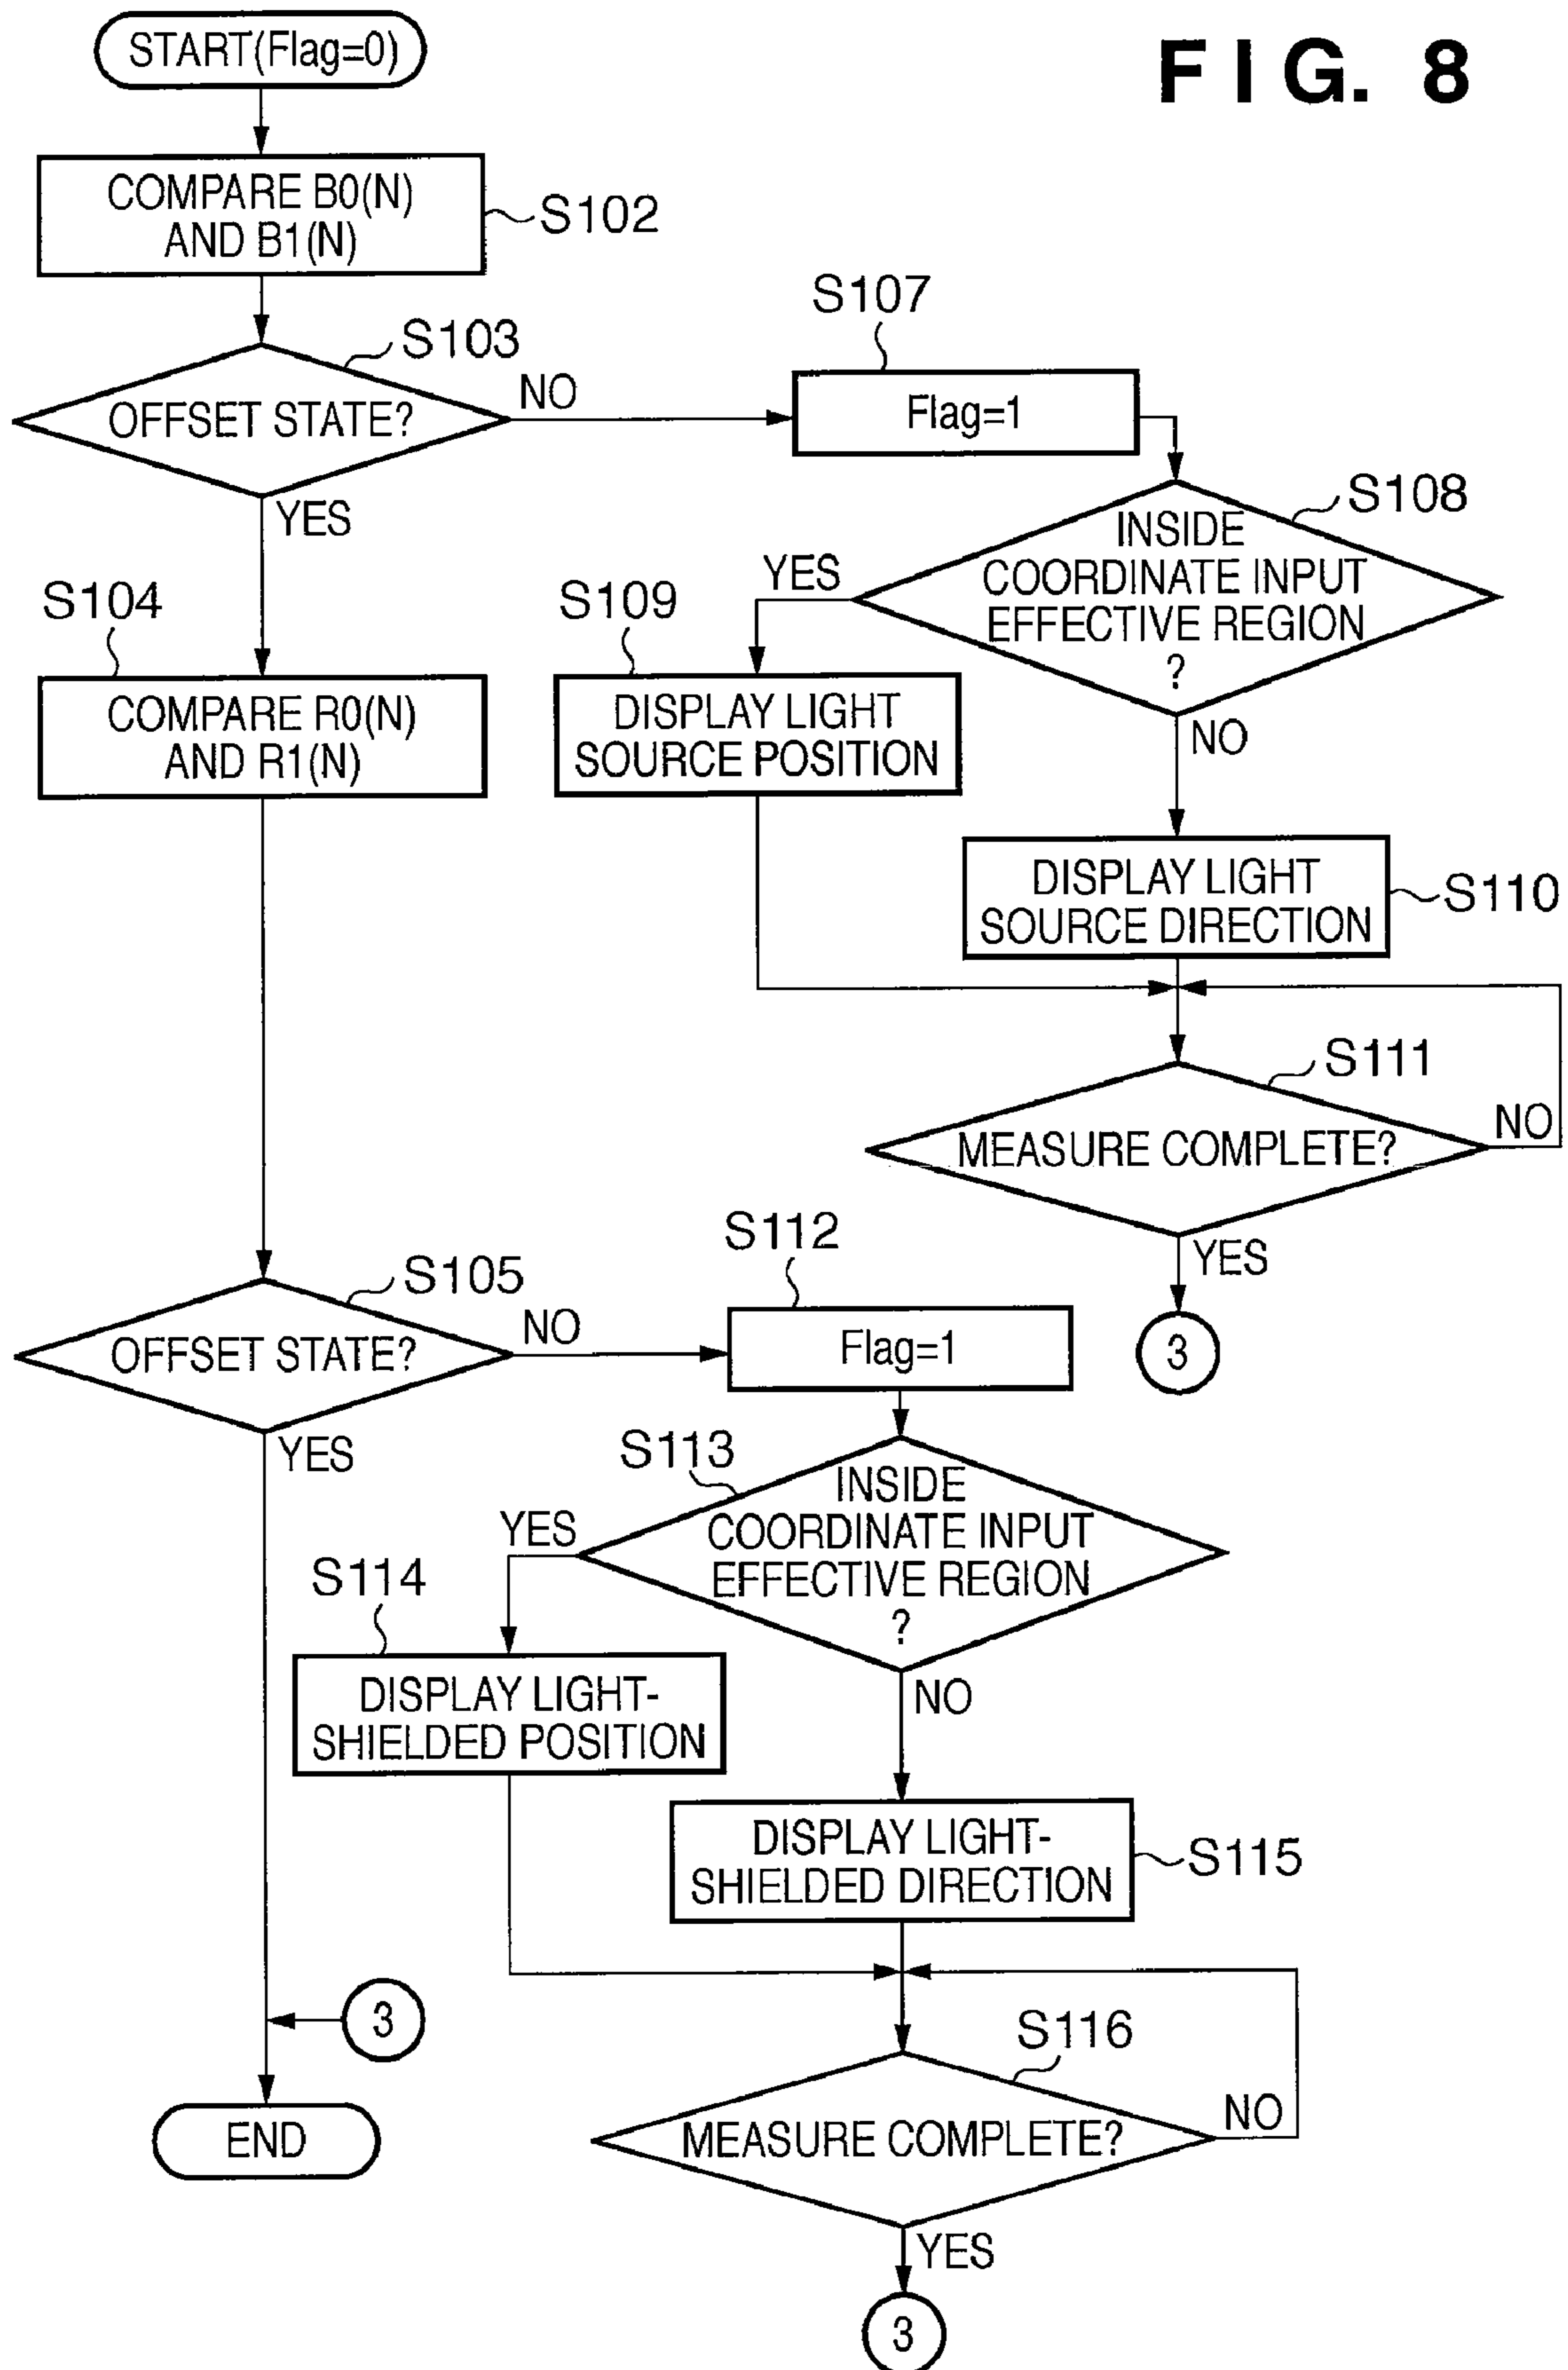 FIG. 8
START(Flag=0)
COMPARE B0(N)
AND B1(N)
S102
S103
OFFSET STATE?
NO
YES
S107
Flag=1
S108
INSIDE
COORDINATE INPUT
EFFECTIVE REGION
?
YES
NO
S109
DISPLAY LIGHT
SOURCE POSITION
S104
COMPARE R0(N)
AND R1(N)
DISPLAY LIGHT
SOURCE DIRECTION
S110
S111
MEASURE COMPLETE?
NO
YES
3
S105
OFFSET STATE?
NO
YES
S112
Flag=1
S113
INSIDE
COORDINATE INPUT
EFFECTIVE REGION
?
YES
NO
S114
DISPLAY LIGHT-
SHIELDED POSITION
DISPLAY LIGHT-
SHIELDED DIRECTION
S115
3
S116
MEASURE COMPLETE?
NO
YES
END
3